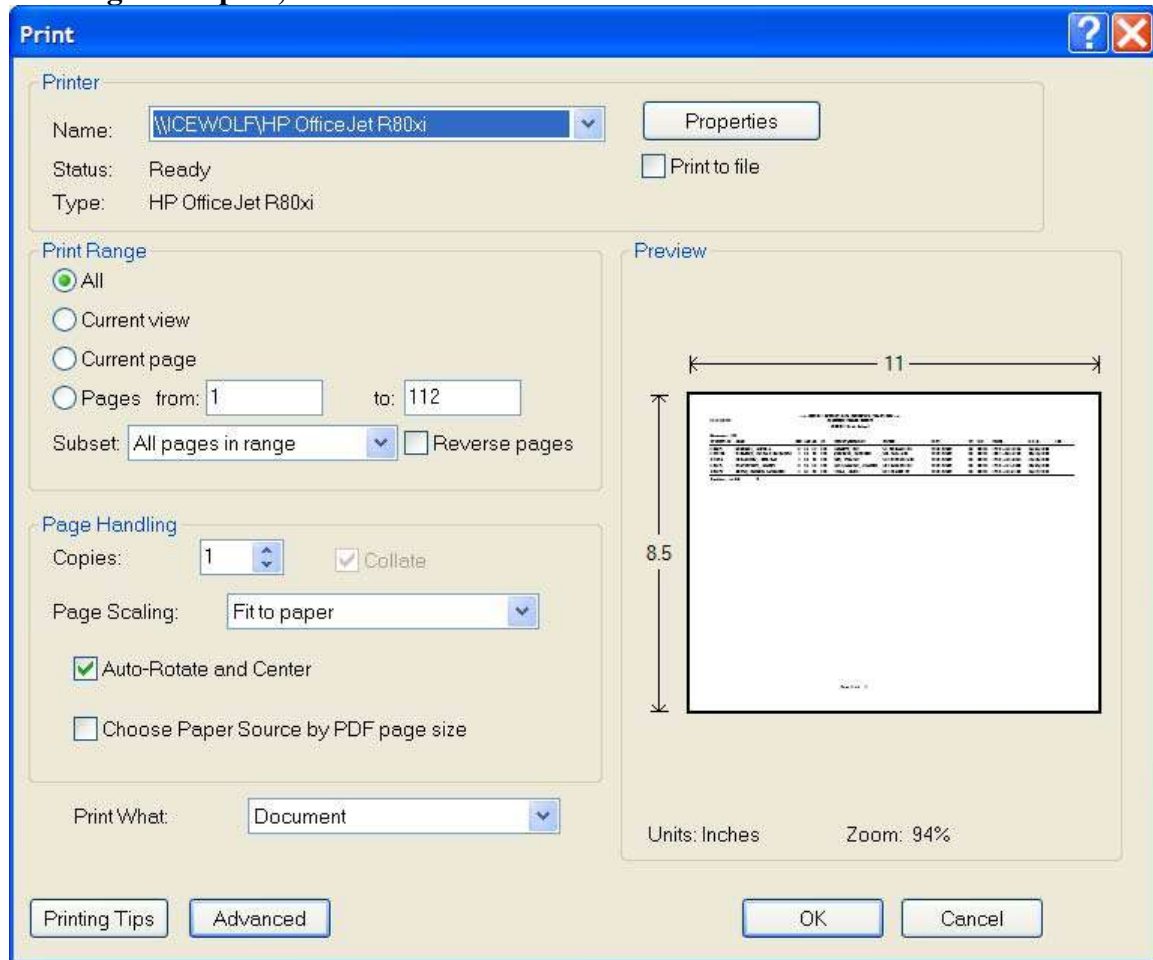 Print
Printer
Name: \\ICEWOLF\HP OfficeJet R80xi Properties
Status: Ready Print to file
Type: HP OfficeJet R80xi
Print Range
All
Current view
Current page
Pages from: 1 to: 112
Subset: All pages in range Reverse pages
Page Handling
Copies: 1 Collate
Page Scaling: Fit to paper
Auto-Rotate and Center
Choose Paper Source by PDF page size
Print What: Document
Preview
11
8.5
Units: Inches Zoom: 94%
Printing Tips Advanced OK Cancel